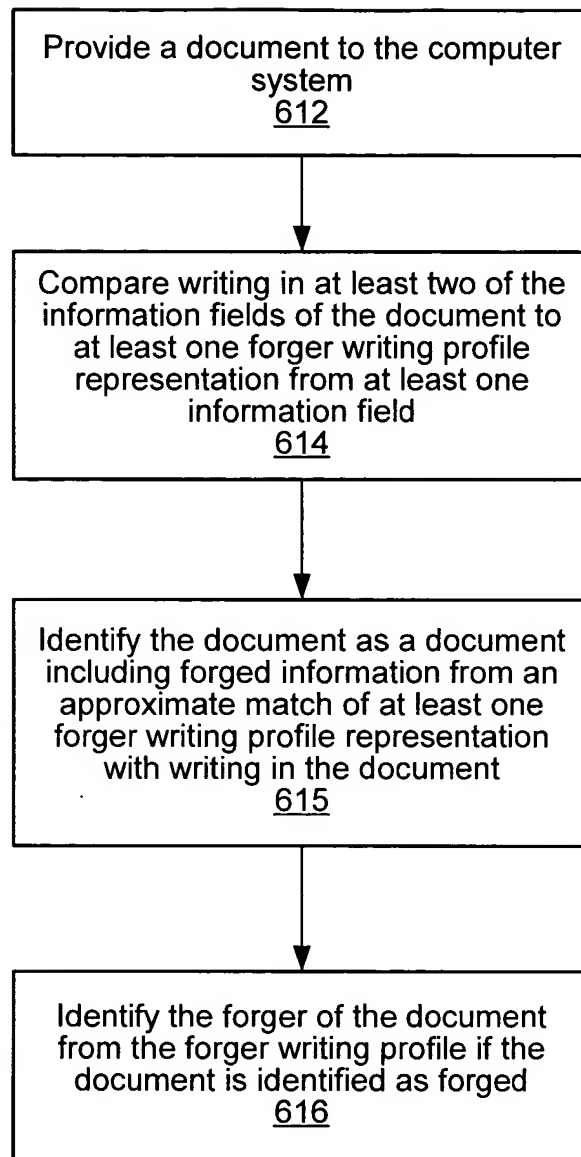 Provide a document to the computer
system
612
Compare writing in at least two of the
information fields of the document to
at least one forger writing profile
representation from at least one
information field
614
Identify the document as a document
including forged information from an
approximate match of at least one
forger writing profile representation
with writing in the document
615
Identify the forger of the document
from the forger writing profile if the
document is identified as forged
616